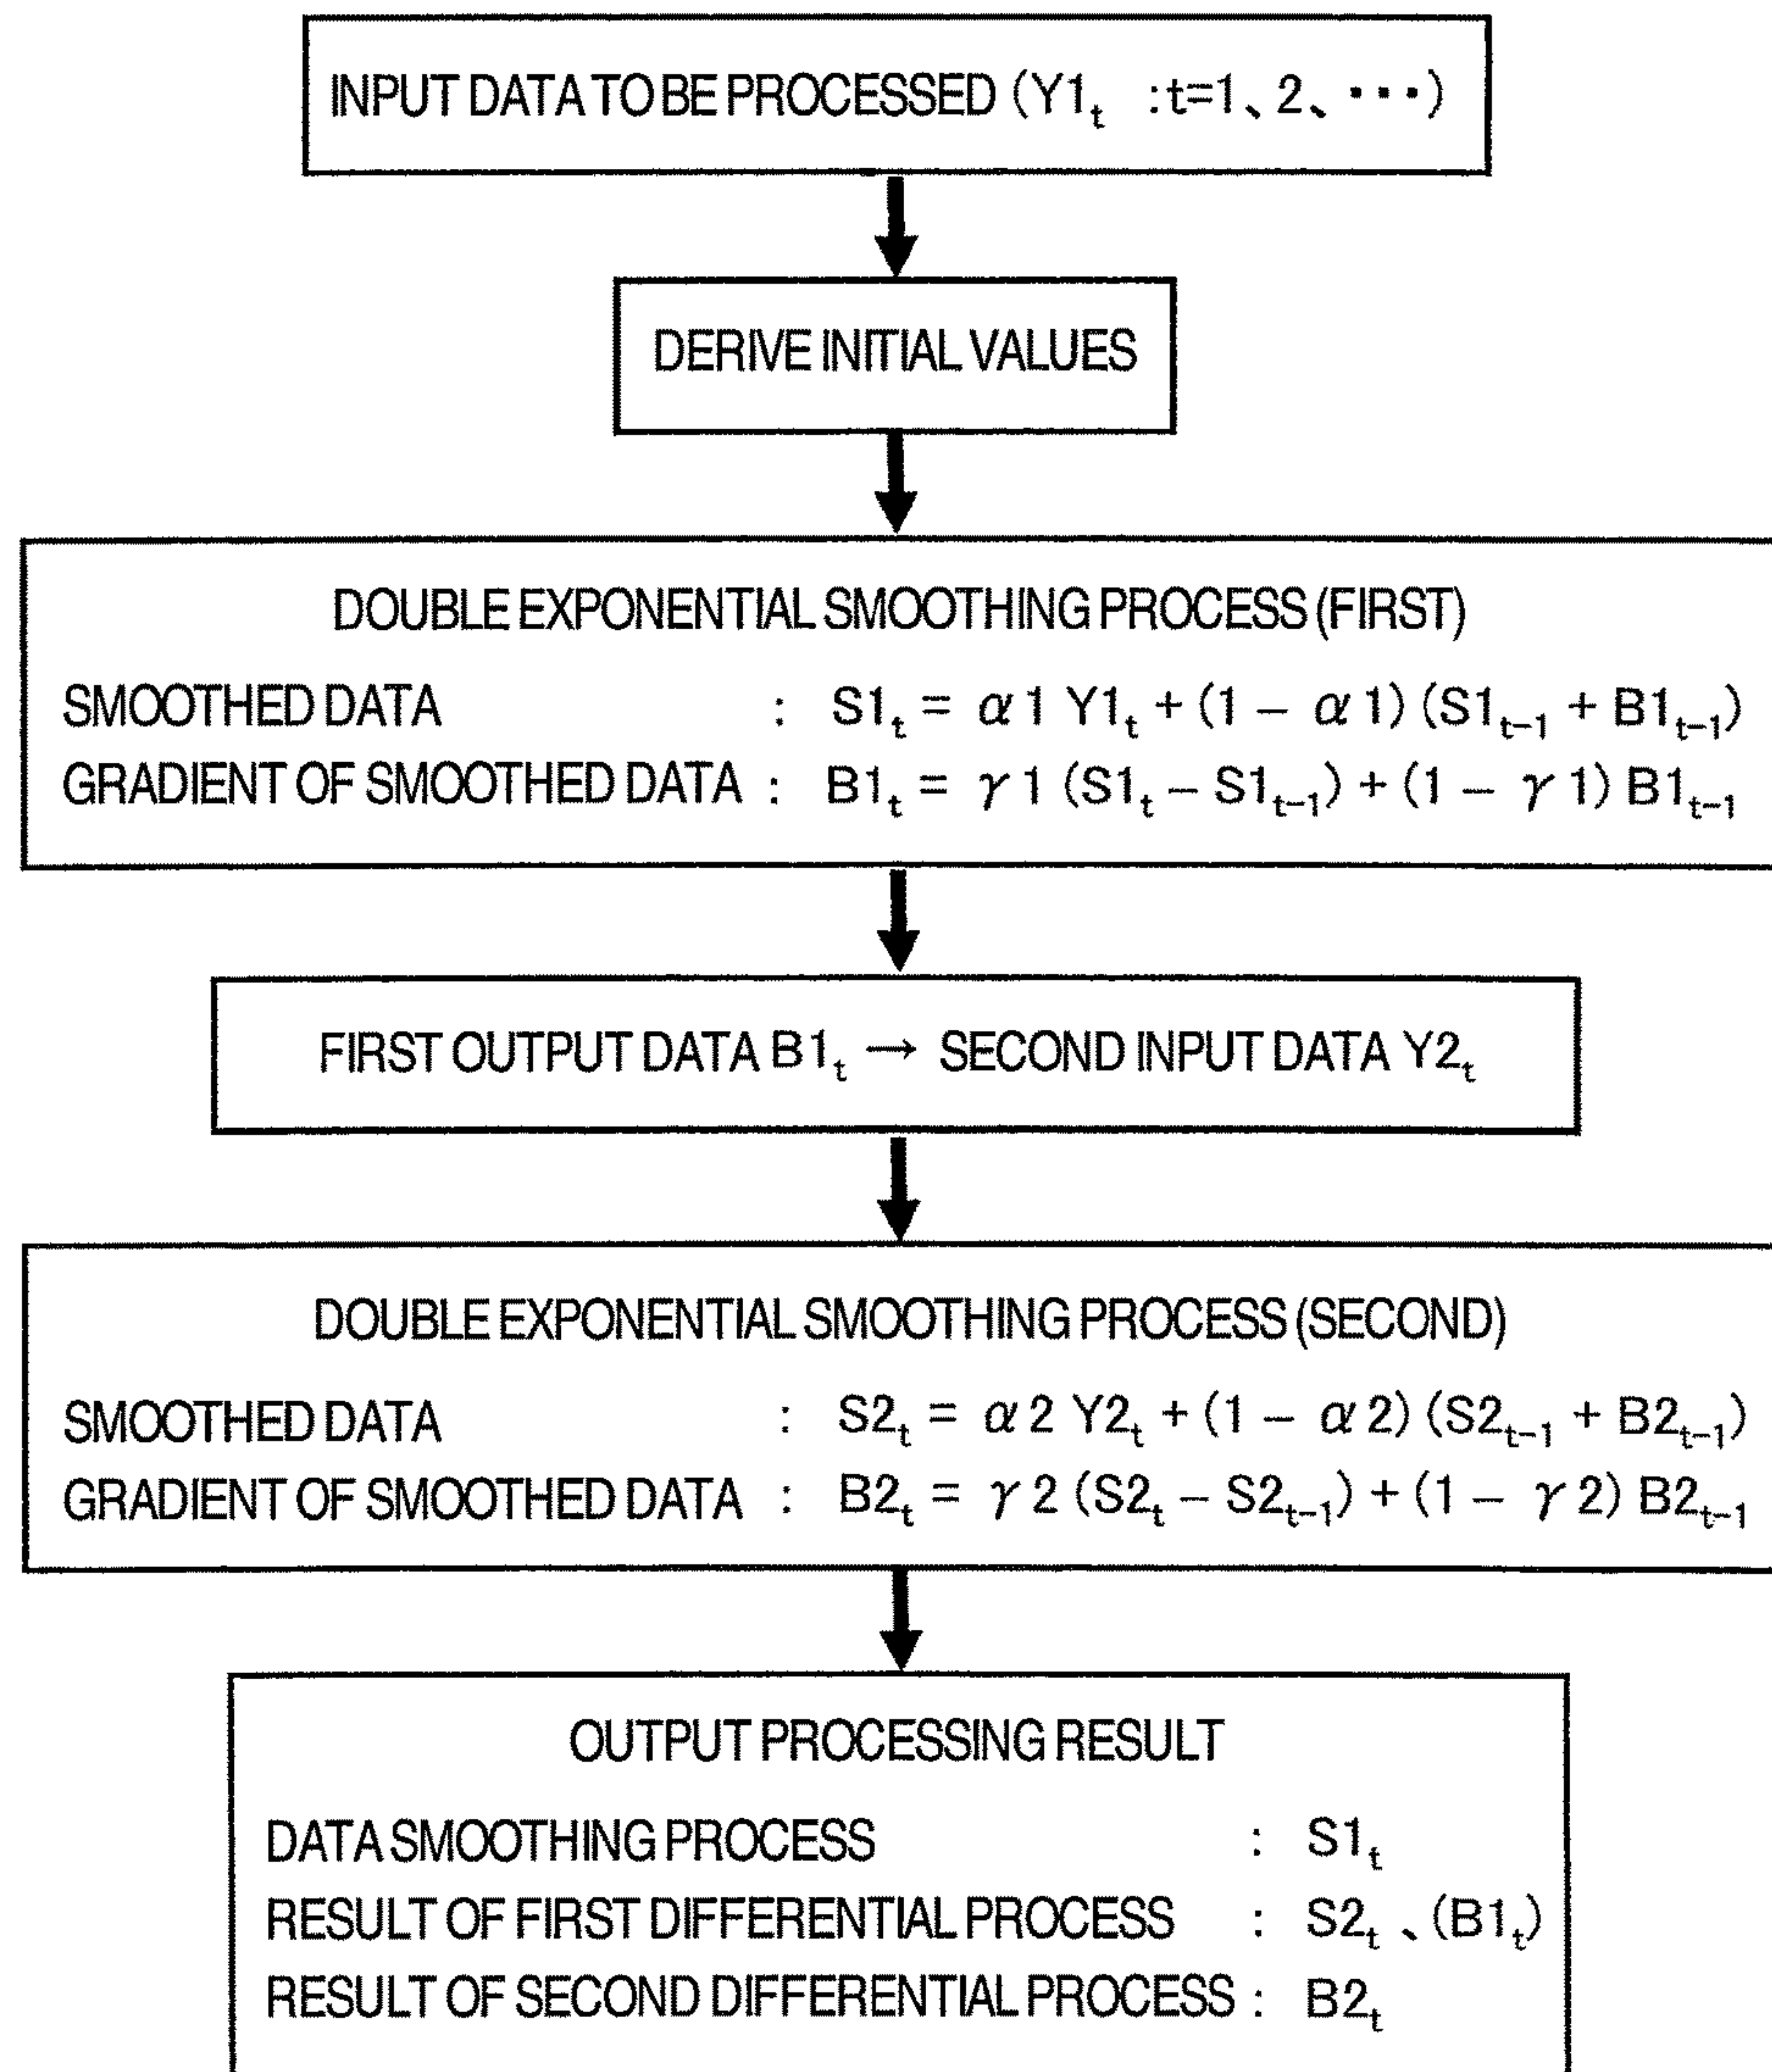 INPUT DATA TO BE PROCESSED (Y1ₜ :t=1、2、・・・)
DERIVE INITIAL VALUES
DOUBLE EXPONENTIAL SMOOTHING PROCESS (FIRST)
SMOOTHED DATA : S1ₜ = α1 Y1ₜ + (1 − α1) (S1ₜ₋₁ + B1ₜ₋₁)
GRADIENT OF SMOOTHED DATA : B1ₜ = γ1 (S1ₜ − S1ₜ₋₁) + (1 − γ1) B1ₜ₋₁
FIRST OUTPUT DATA B1ₜ → SECOND INPUT DATA Y2ₜ
DOUBLE EXPONENTIAL SMOOTHING PROCESS (SECOND)
SMOOTHED DATA : S2ₜ = α2 Y2ₜ + (1 − α2) (S2ₜ₋₁ + B2ₜ₋₁)
GRADIENT OF SMOOTHED DATA : B2ₜ = γ2 (S2ₜ − S2ₜ₋₁) + (1 − γ2) B2ₜ₋₁
OUTPUT PROCESSING RESULT
DATA SMOOTHING PROCESS : S1ₜ
RESULT OF FIRST DIFFERENTIAL PROCESS : S2ₜ、(B1ₜ)
RESULT OF SECOND DIFFERENTIAL PROCESS : B2ₜ